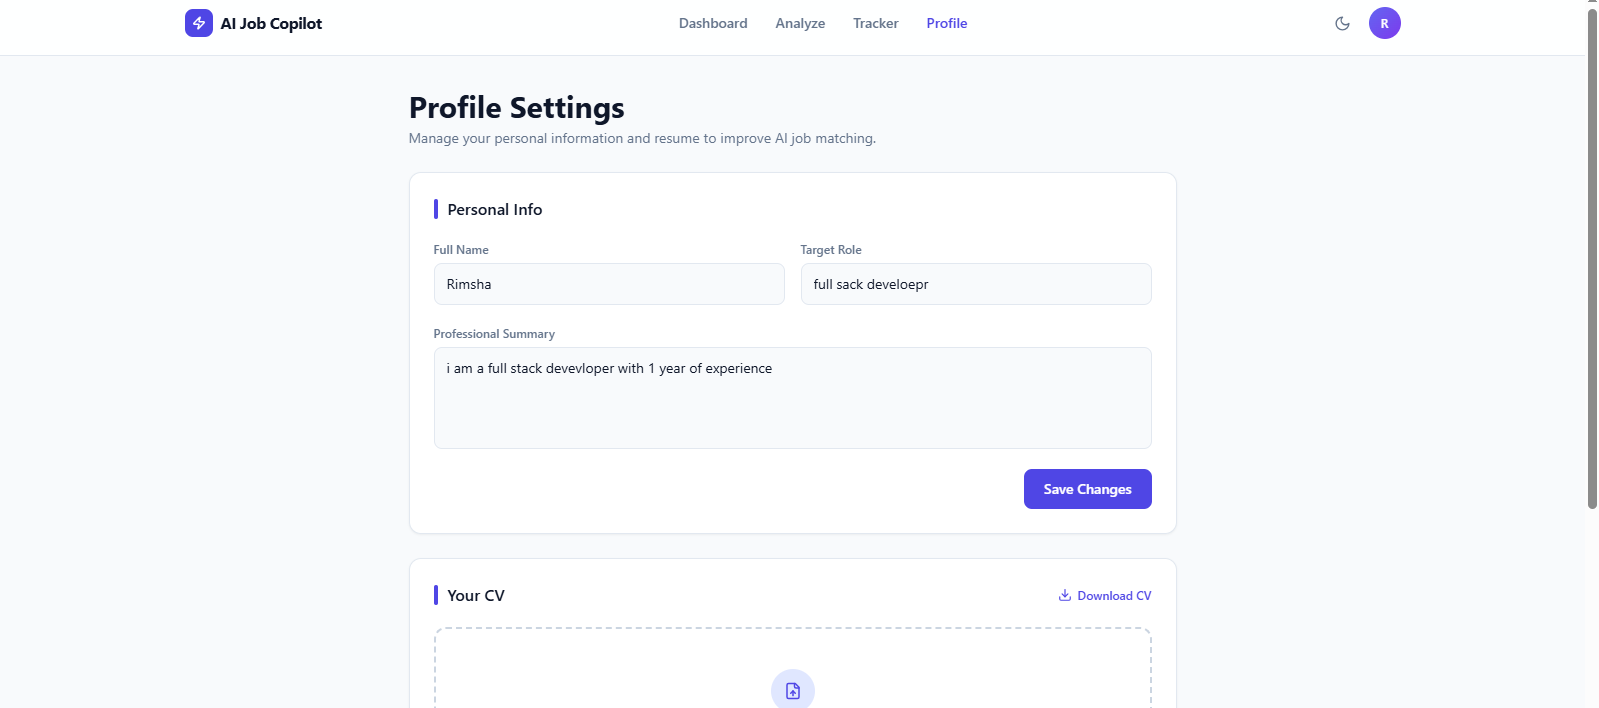 AI Job Copilot
Dashboard Analyze Tracker Profile
R
Profile Settings
Manage your personal information and resume to improve AI job matching.
Personal Info
Full Name Target Role
Rimsha full sack develoepr
Professional Summary
i am a full stack devevloper with 1 year of experience
Save Changes
Your CV Download CV